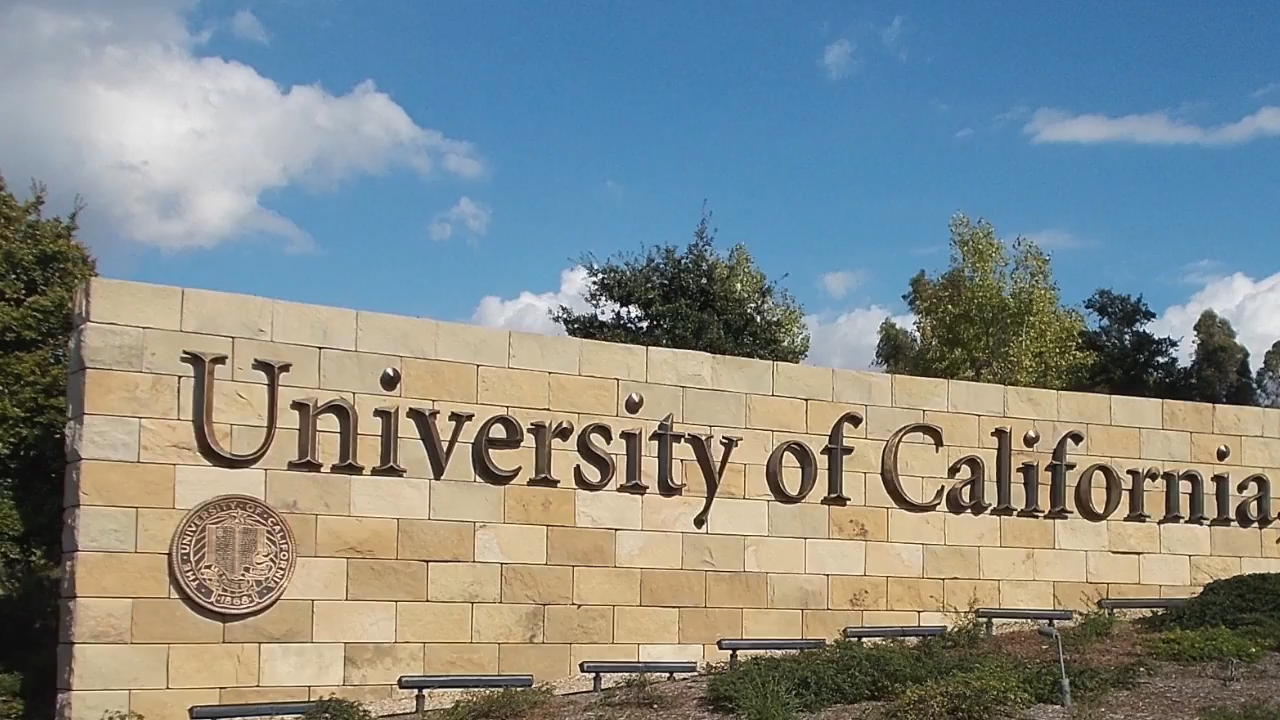 University of California
THE · UNIVERSITY · OF · CALIFORNIA
· 1868 ·